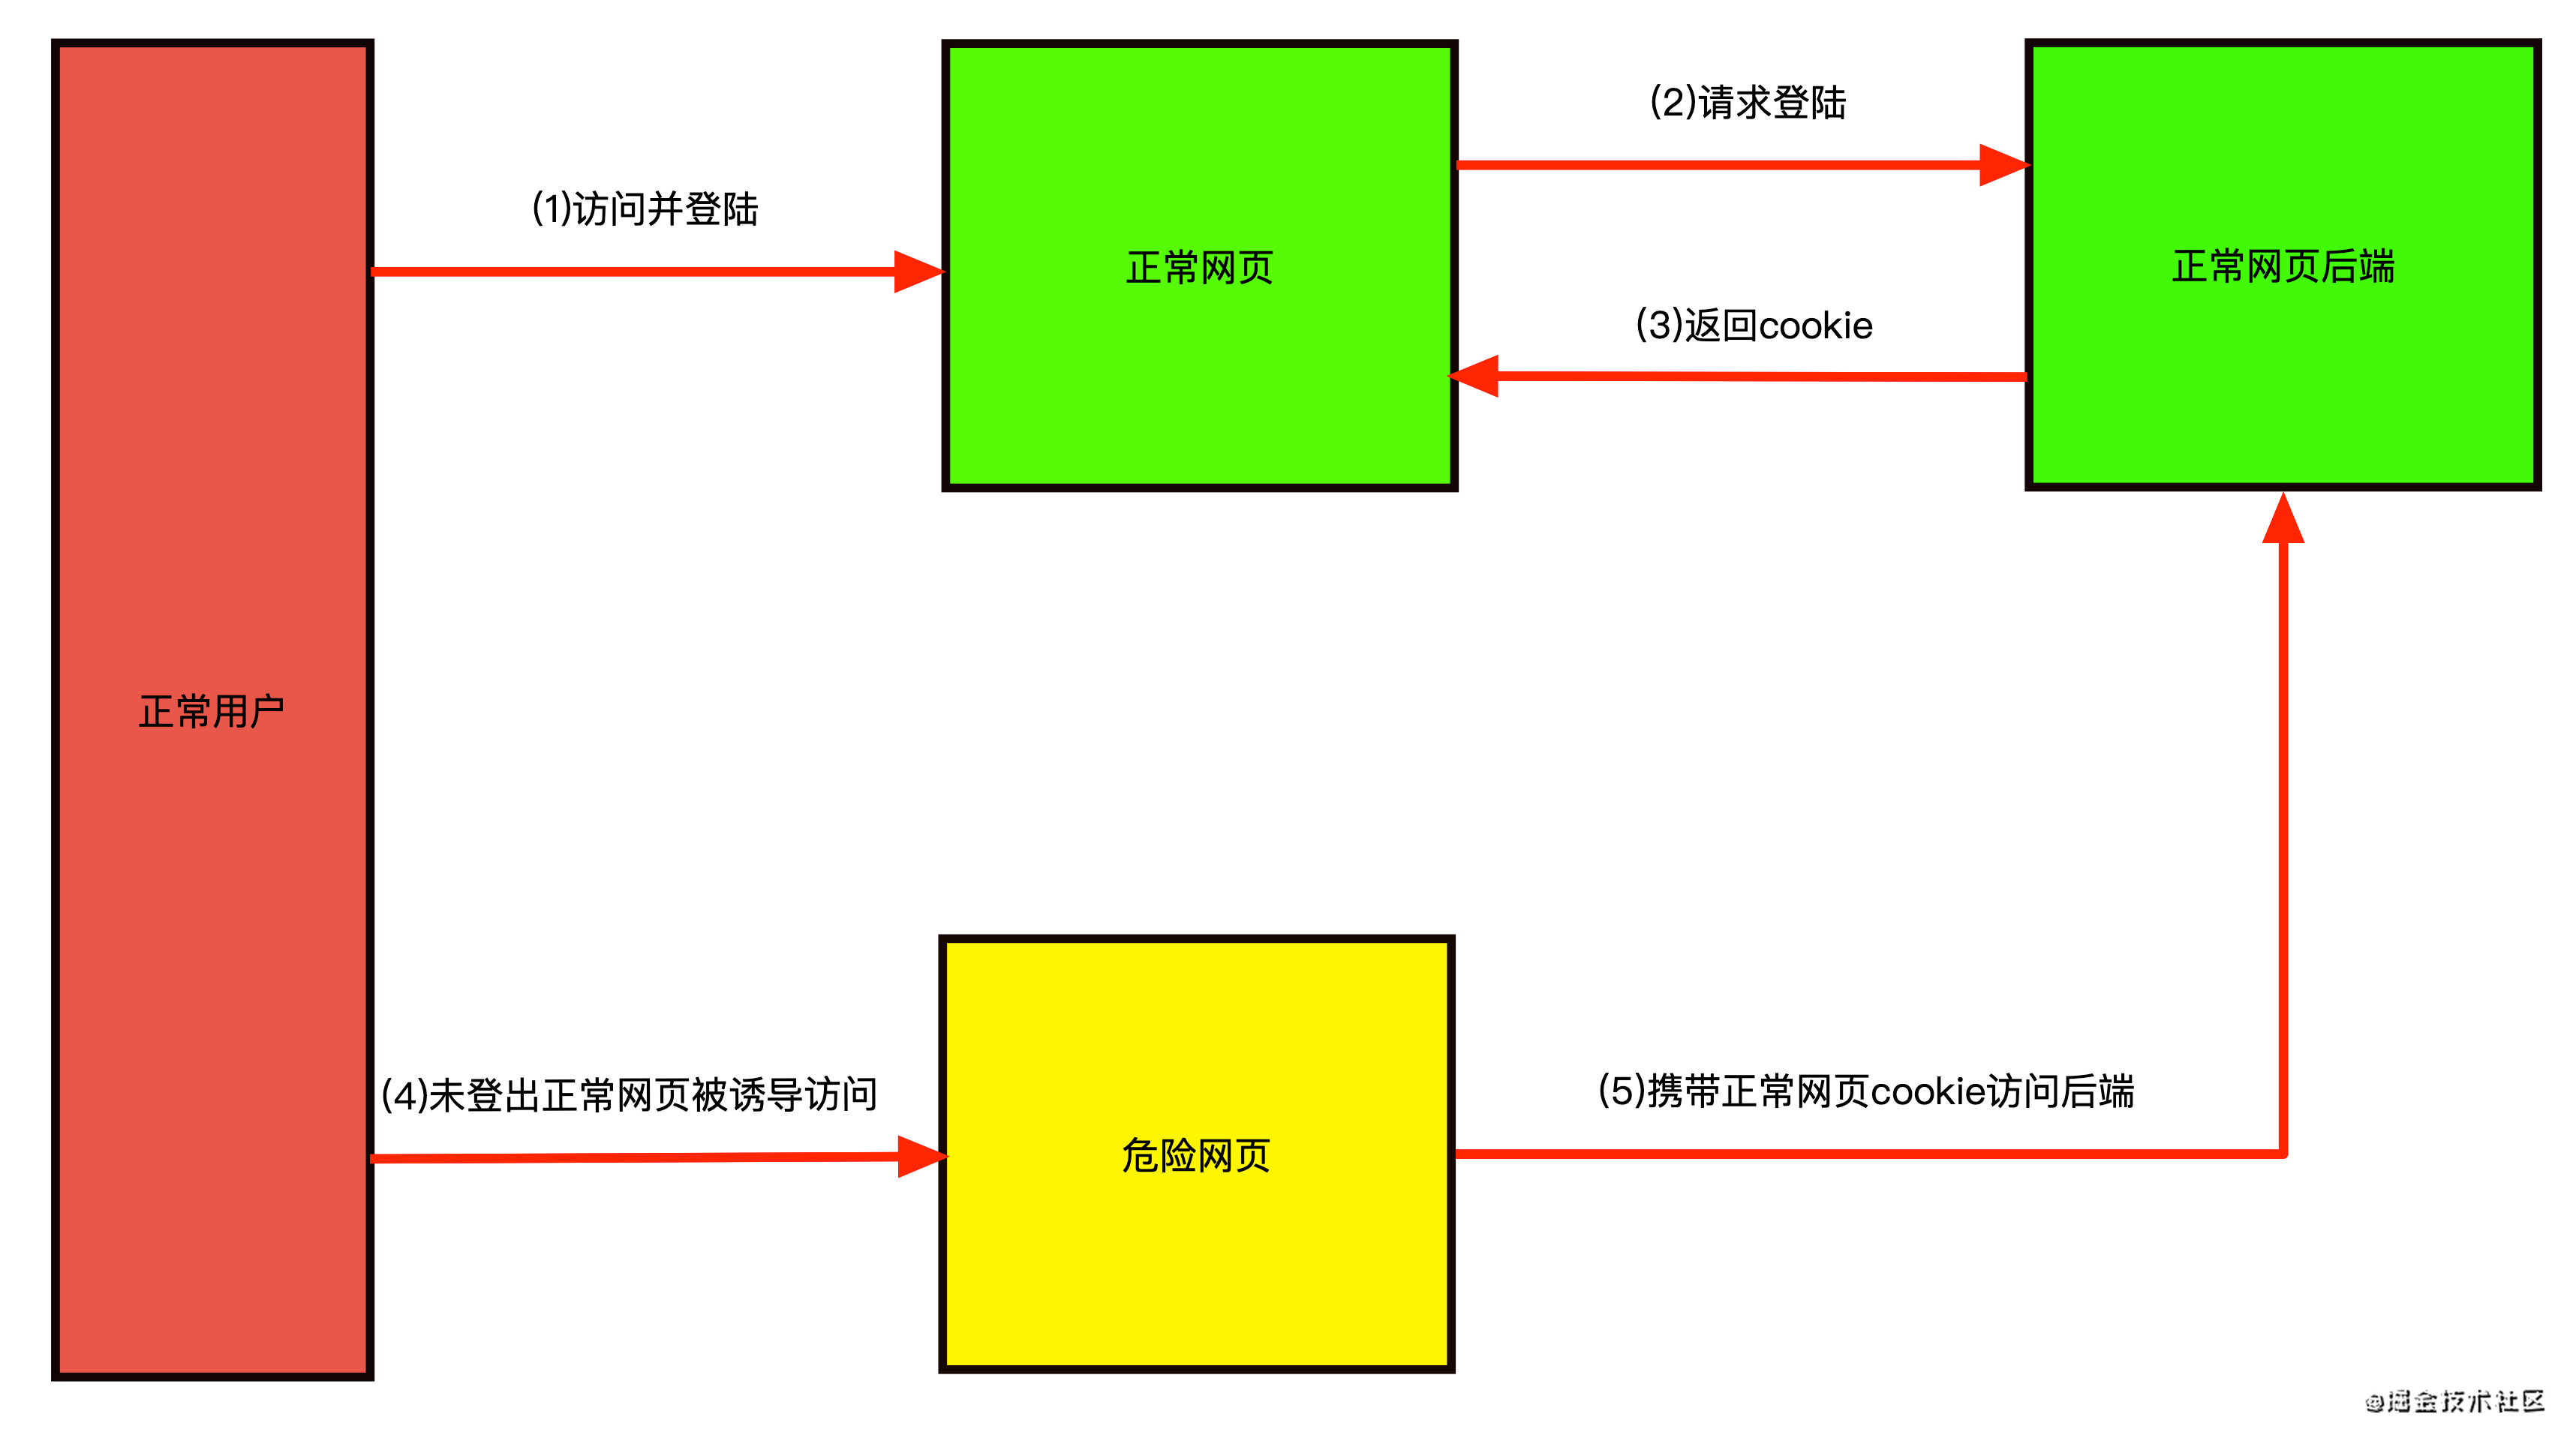 (2)请求登陆
(1)访问并登陆
正常网页
正常网页后端
(3)返回cookie
正常用户
(4)未登出正常网页被诱导访问
(5)携带正常网页cookie访问后端
危险网页
@掘金技术社区